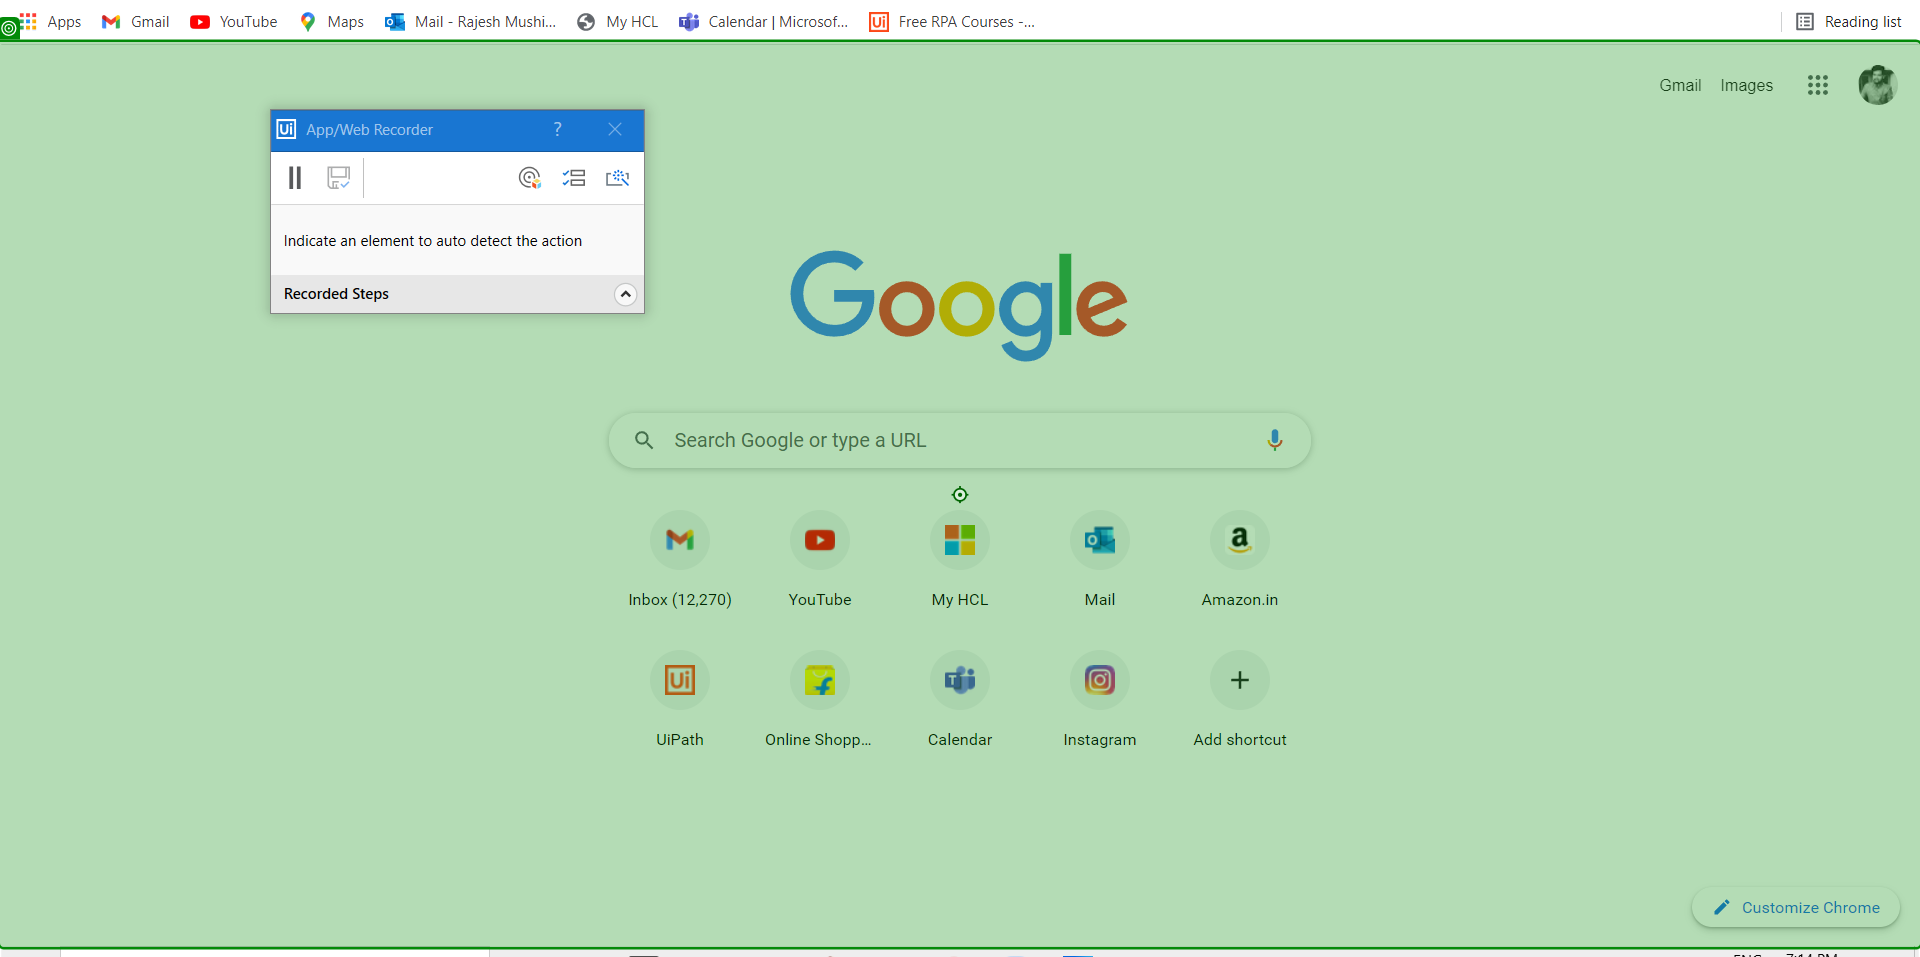 Apps Gmail YouTube Maps Mail - Rajesh Mushi... My HCL Calendar | Microsof... Ui Free RPA Courses -... Reading list
Gmail Images
Ui App/Web Recorder ?
Indicate an element to auto detect the action
Recorded Steps
Google
Search Google or type a URL
Inbox (12,270) YouTube My HCL Mail Amazon.in
Ui
UiPath Online Shopp... Calendar Instagram Add shortcut
Customize Chrome